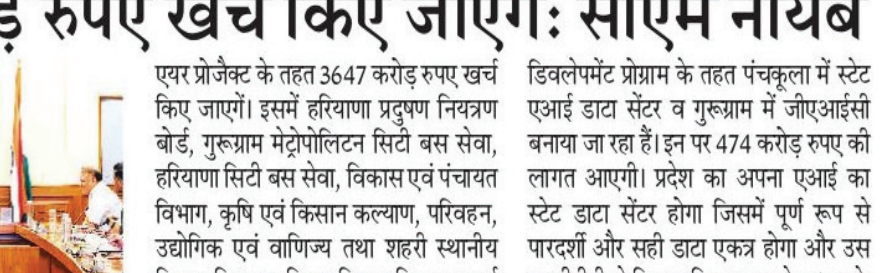 रुपए खर्च किए जाएंगे: सीएम नायब
एयर प्रोजैक्ट के तहत 3647 करोड़ रुपए खर्च
किए जाएगें। इसमें हरियाणा प्रदुषण नियत्रण
बोर्ड, गुरूग्राम मेट्रोपोलिटन सिटी बस सेवा,
हरियाणा सिटी बस सेवा, विकास एवं पंचायत
विभाग, कृषि एवं किसान कल्याण, परिवहन,
उद्योगिक एवं वाणिज्य तथा शहरी स्थानीय
डिवलेपमेंट प्रोग्राम के तहत पंचकूला में स्टेट
एआई डाटा सेंटर व गुरूग्राम में जीएआईसी
बनाया जा रहा हैं। इन पर 474 करोड़ रुपए की
लागत आएगी। प्रदेश का अपना एआई का
स्टेट डाटा सेंटर होगा जिसमें पूर्ण रूप से
पारदर्शी और सही डाटा एकत्र होगा और उस